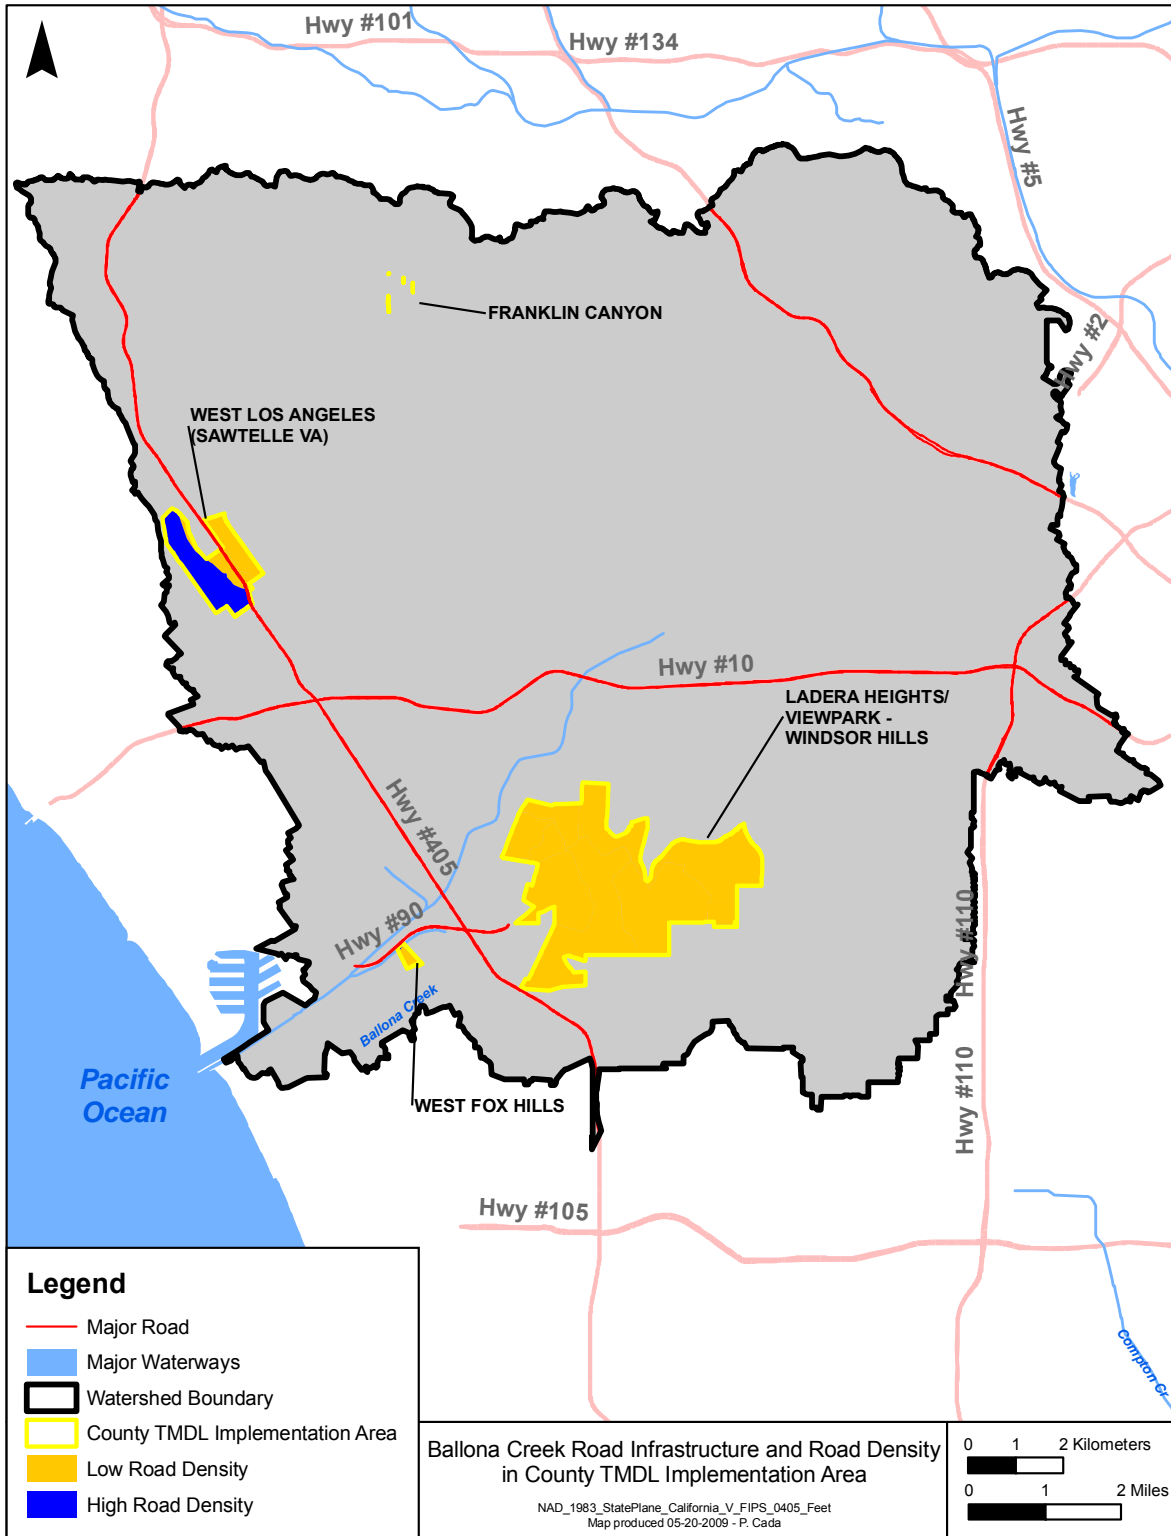 Hwy #101
Hwy #134
Hwy #5
FRANKLIN CANYON
Hwy #2
WEST LOS ANGELES
(SAWTELLE VA)
Hwy #10
LADERA HEIGHTS/
VIEWPARK -
WINDSOR HILLS
Hwy #405
Hwy #90
Hwy #110
Ballona Creek
Pacific
Ocean
WEST FOX HILLS
Hwy #110
Hwy #105
Compton Cr
Legend
Major Road
Major Waterways
Watershed Boundary
County TMDL Implementation Area
Low Road Density
High Road Density
Ballona Creek Road Infrastructure and Road Density
in County TMDL Implementation Area
NAD_1983_StatePlane_California_V_FIPS_0405_Feet
Map produced 05-20-2009 - P. Cada
0 1 2 Kilometers
0 1 2 Miles